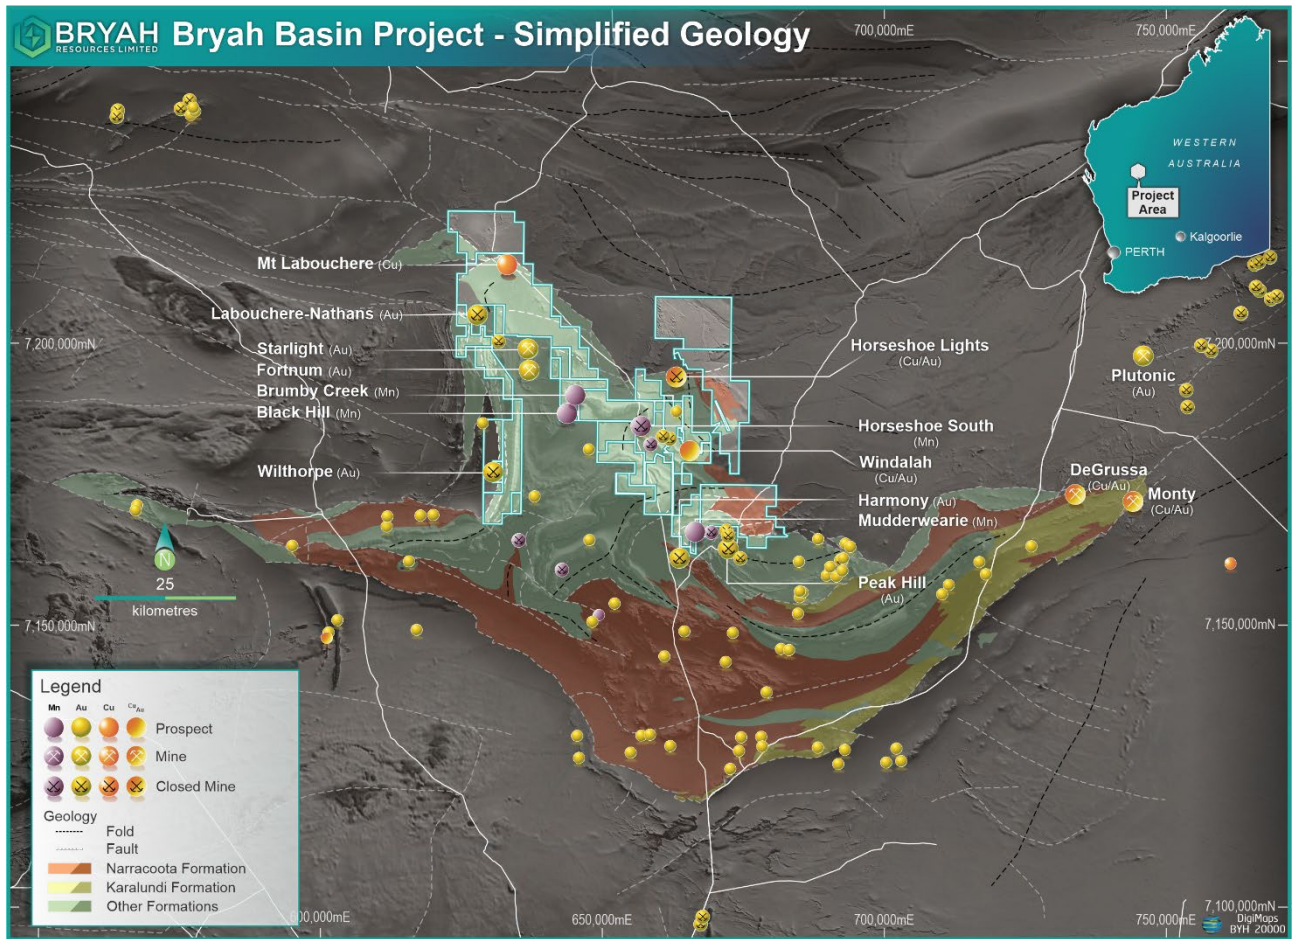 BRYAH
RESOURCES LIMITED
Bryah Basin Project - Simplified Geology
700,000mE
750,000mE
WESTERN
AUSTRALIA
Project
Area
Kalgoorlie
PERTH
Mt Labouchere (Cu)
Labouchere-Nathans (Au)
7,200,000mN
Starlight (Au)
Fortnum (Au)
Brumby Creek (Mn)
Black Hill (Mn)
Wilthorpe (Au)
Horseshoe Lights
(Cu/Au)
7,200,000mN
Plutonic
(Au)
Horseshoe South
(Mn)
Windalah
(Cu/Au)
Harmony (Au)
Mudderwearie (Mn)
DeGrussa
(Cu/Au)
Monty
(Cu/Au)
Peak Hill
(Au)
N
25
kilometres
7,150,000mN
7,150,000mN
Legend
Mn Au Cu Cu Au
Prospect
Mine
Closed Mine
Geology
Fold
Fault
Narracoota Formation
Karalundi Formation
Other Formations
600,000mE
650,000mE
700,000mE
750,000mE
7,100,000mN
DigiMaps
BYH 20000